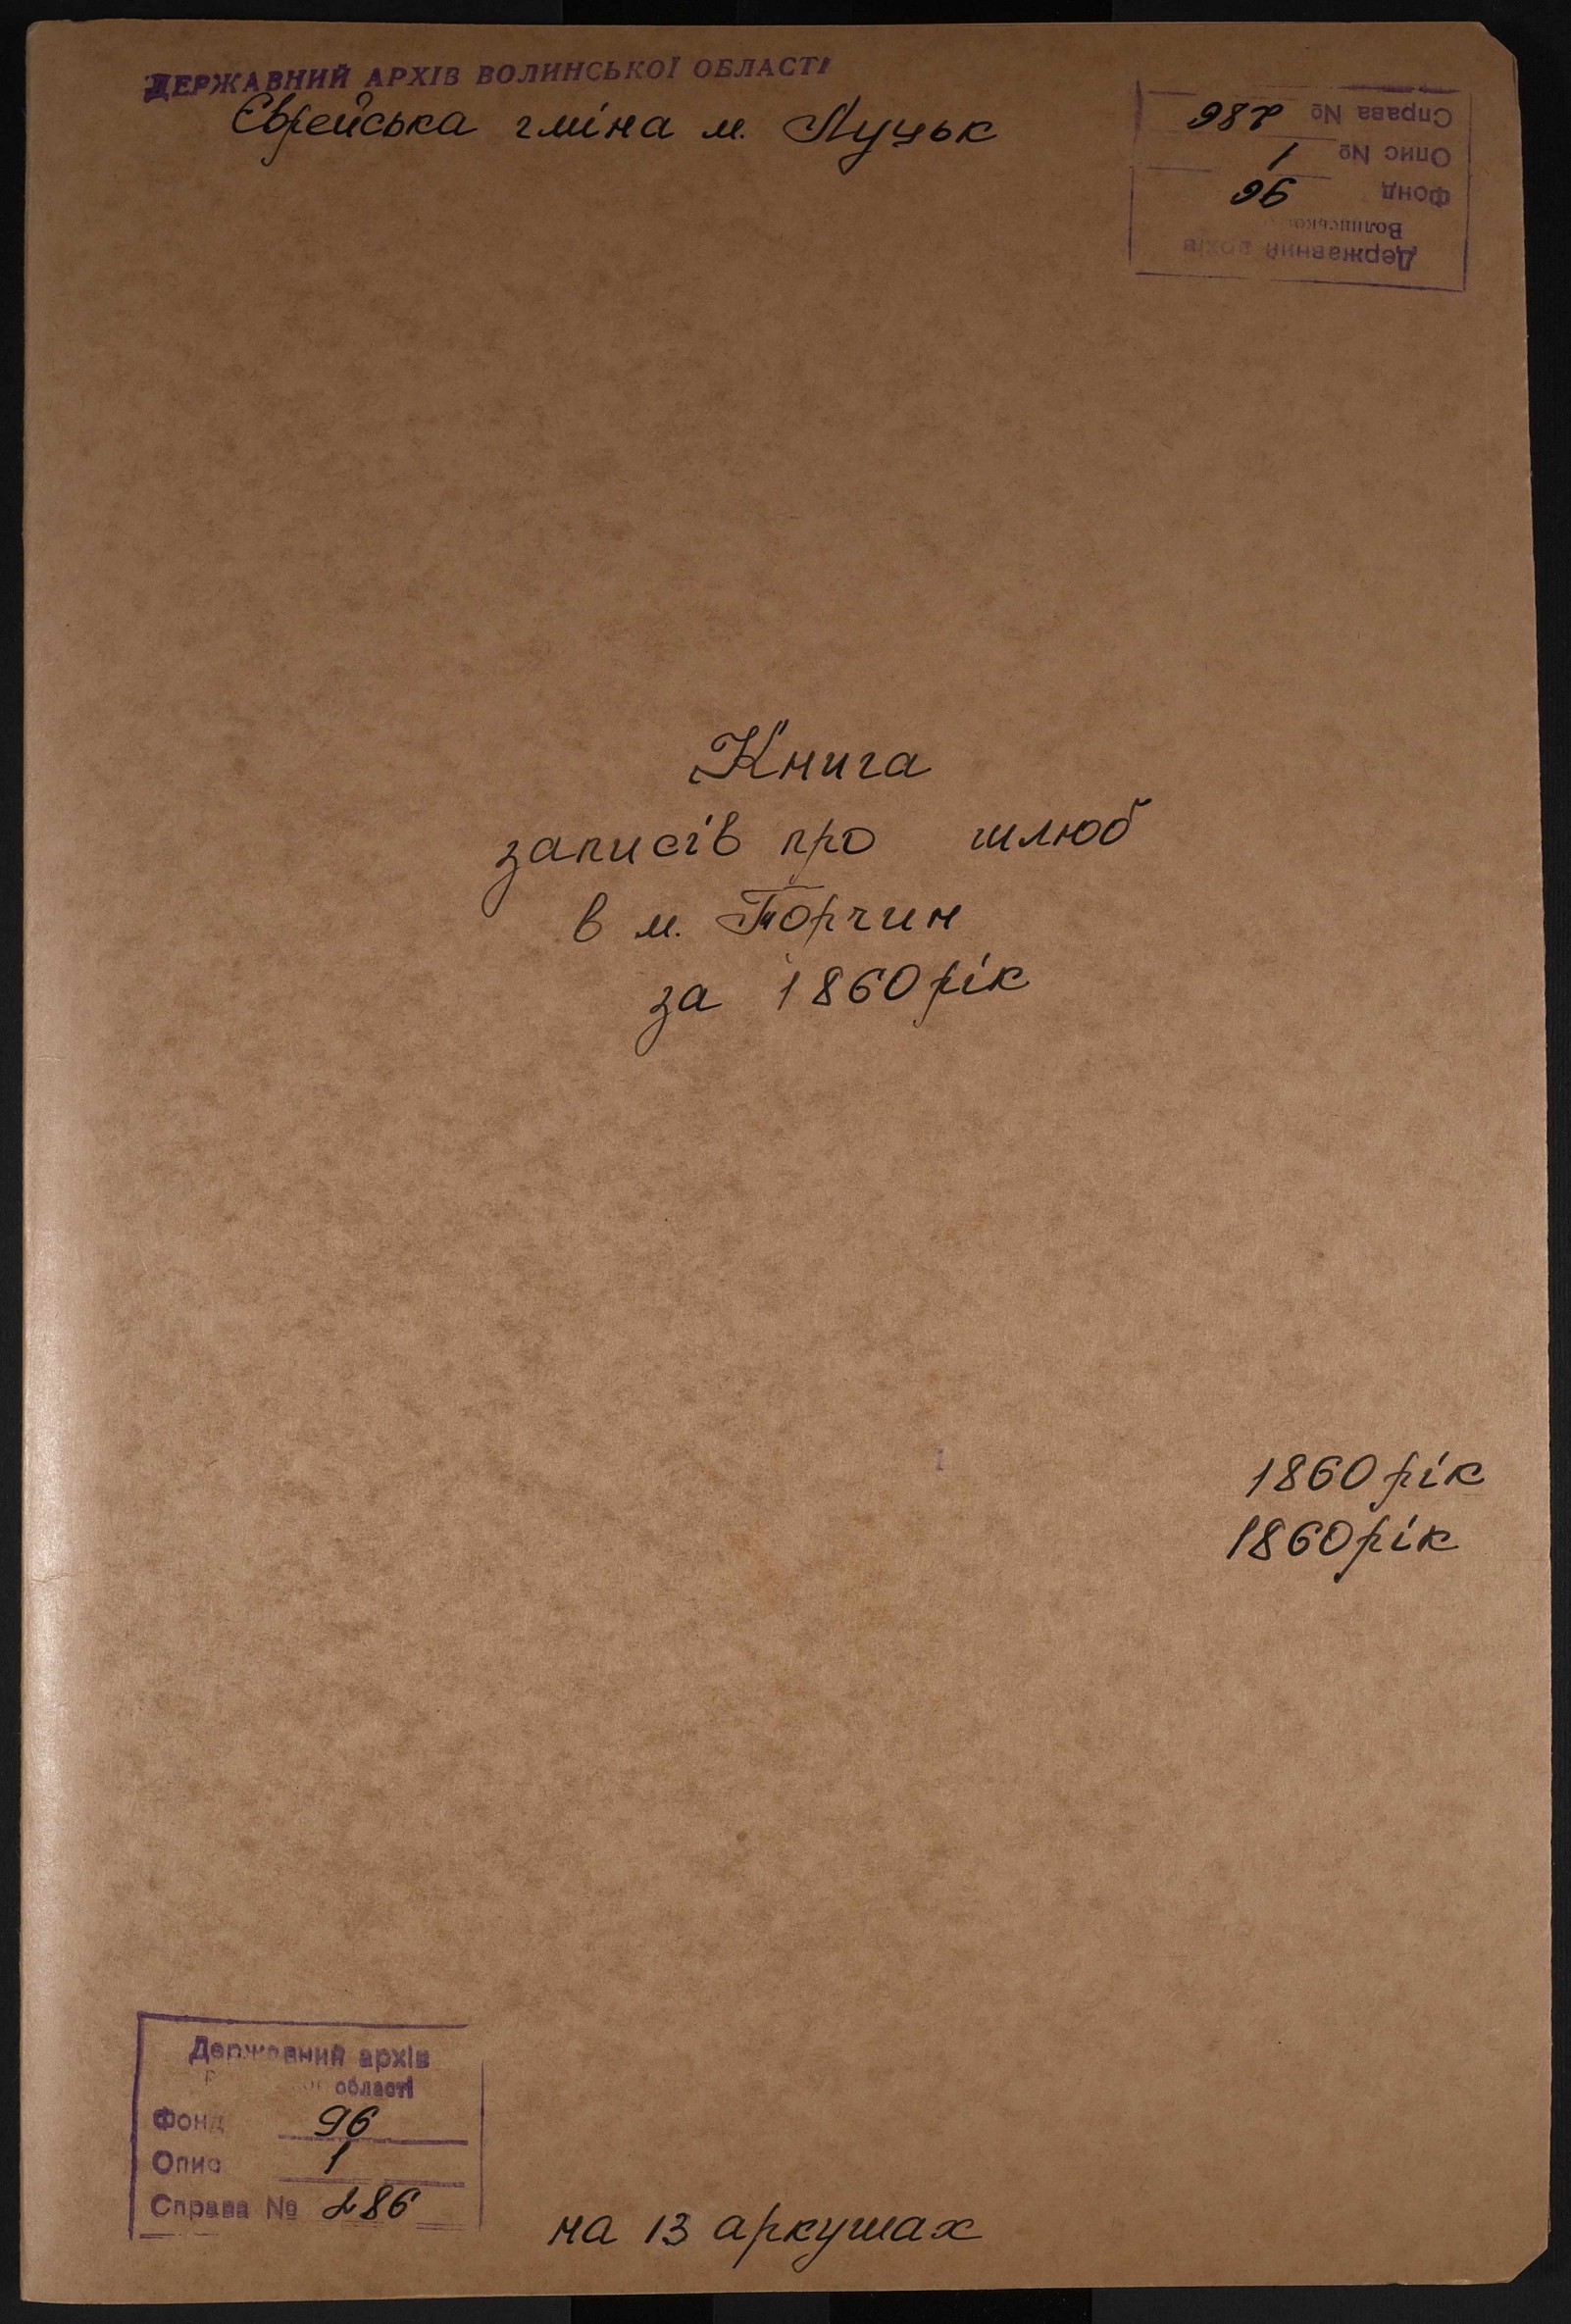 ДЕРЖАВНИЙ АРХІВ ВОЛИНСЬКОЇ ОБЛАСТІ
Єврейська гміна м. Луцьк
Державний архів
Волинсько
Фонд 96
Опис № 1
Справа № 286
Книга
записів про шлюб
в м. Торчин
за 1860 рік
1860 рік
1860 рік
Державний архів
області
Фонд 96
Опис 1
Справа № 286
на 13 аркушах